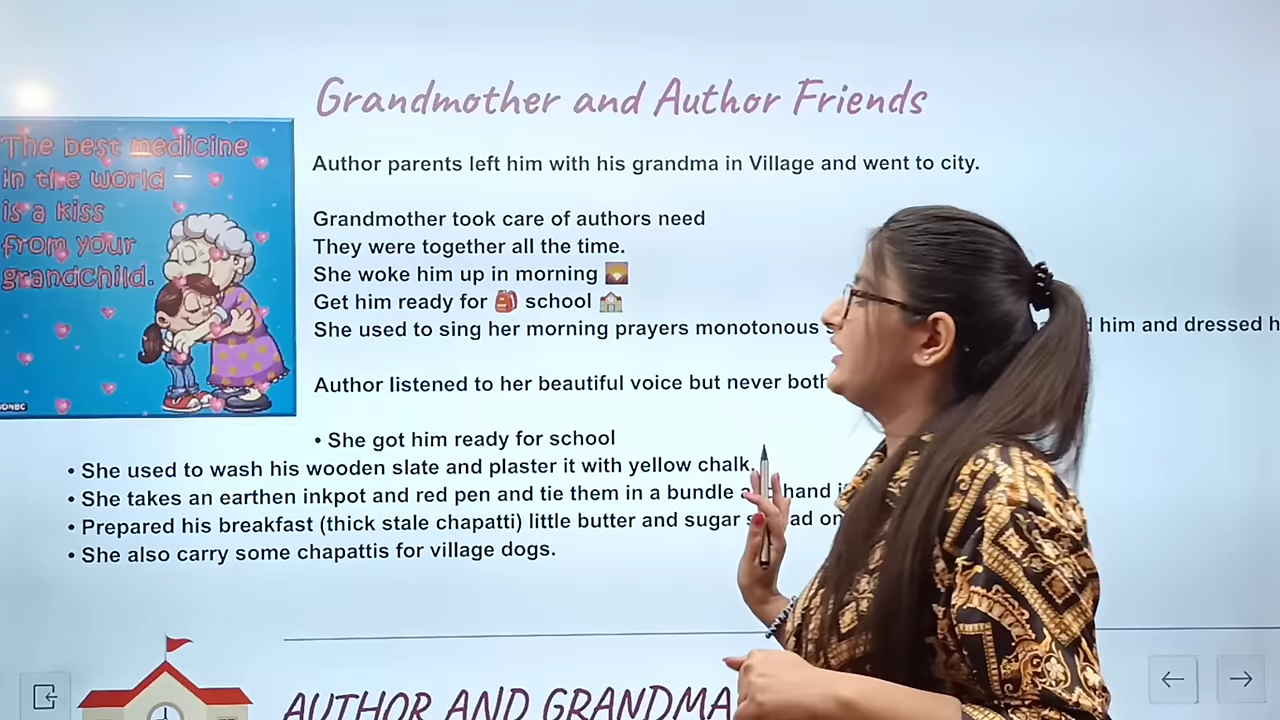 Grandmother and Author Friends
The best medicine
in the world
is a kiss
from your
grandchild.
Author parents left him with his grandma in Village and went to city.
Grandmother took care of authors need
They were together all the time.
She woke him up in morning
Get him ready for school
She used to sing her morning prayers monotonous him and dressed
Author listened to her beautiful voice but never
• She got him ready for school
• She used to wash his wooden slate and plaster it with yellow chalk.
• She takes an earthen inkpot and red pen and tie them in a bundle hand
• Prepared his breakfast (thick stale chapatti) little butter and sugar
• She also carry some chapattis for village dogs.
AUTHOR AND GRANDMA